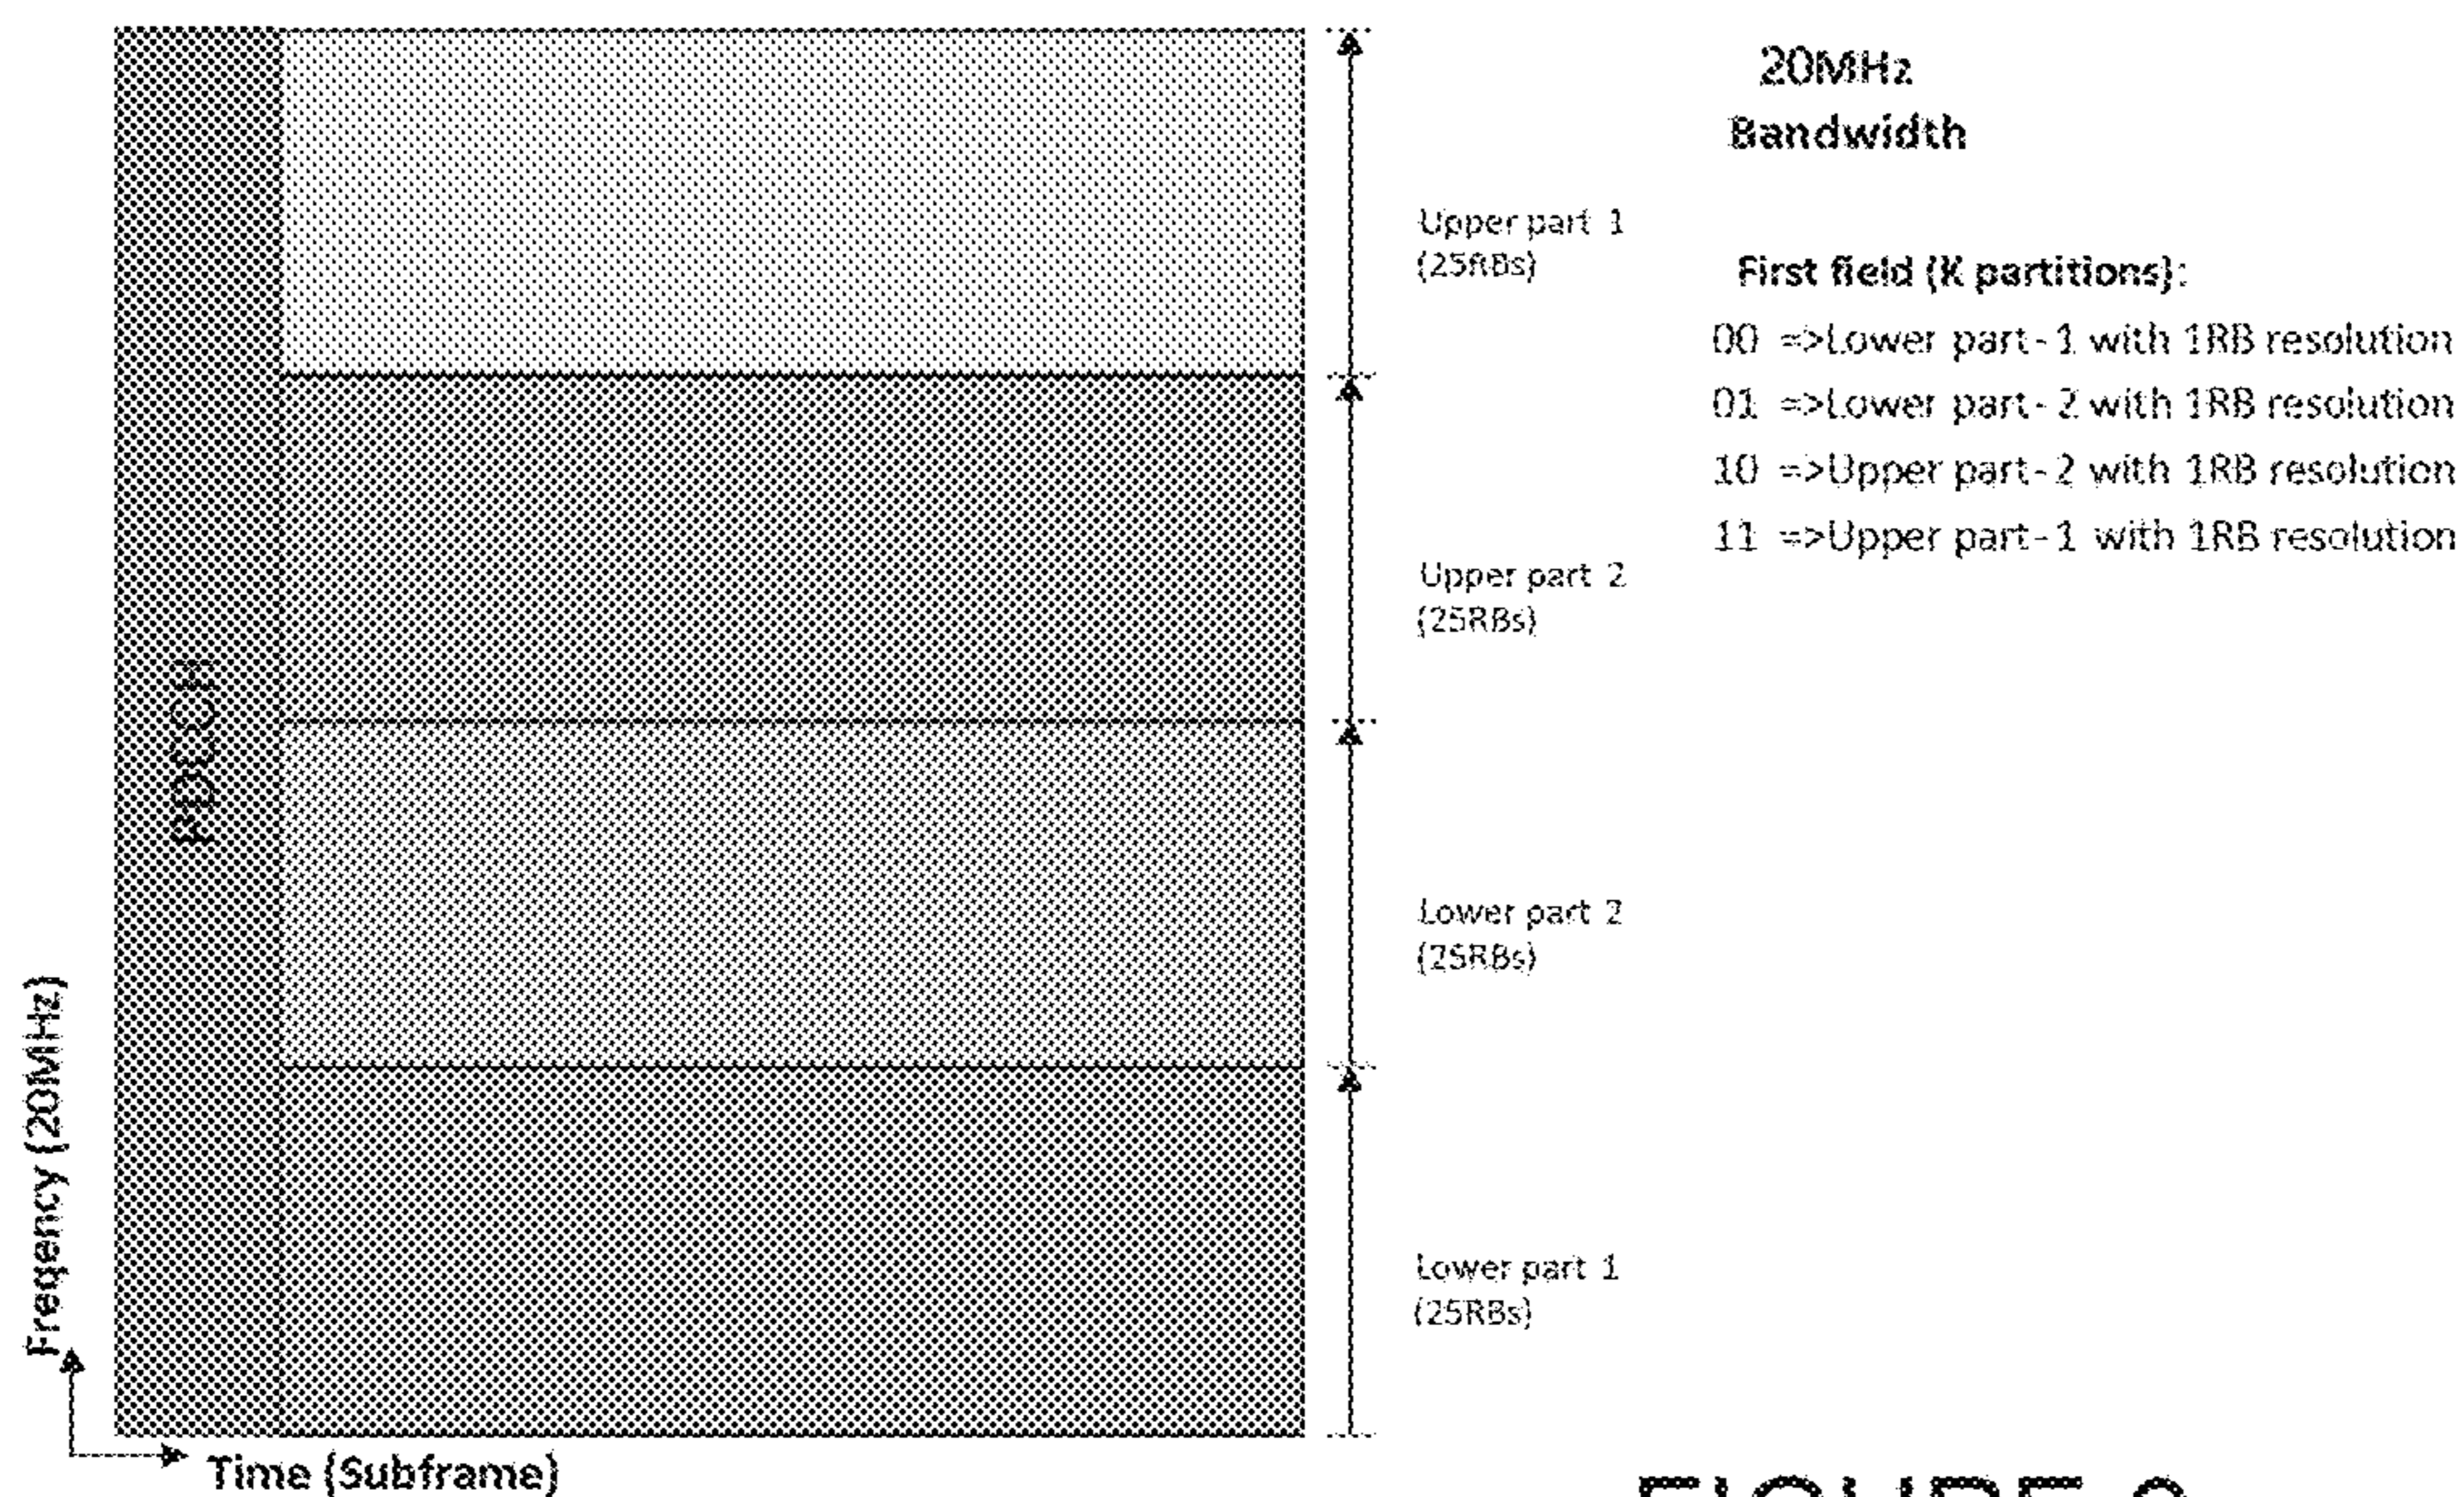 20MHz
Bandwidth
Upper part 1
(25RBs)
First field (K partitions):
00 =>Lower part-1 with 1RB resolution
01 =>Lower part-2 with 1RB resolution
10 =>Upper part-2 with 1RB resolution
11 =>Upper part-1 with 1RB resolution
Upper part 2
(25RBs)
PDCCH
Lower part 2
(25RBs)
Freqency (20MHz)
Lower part 1
(25RBs)
Time (Subframe)